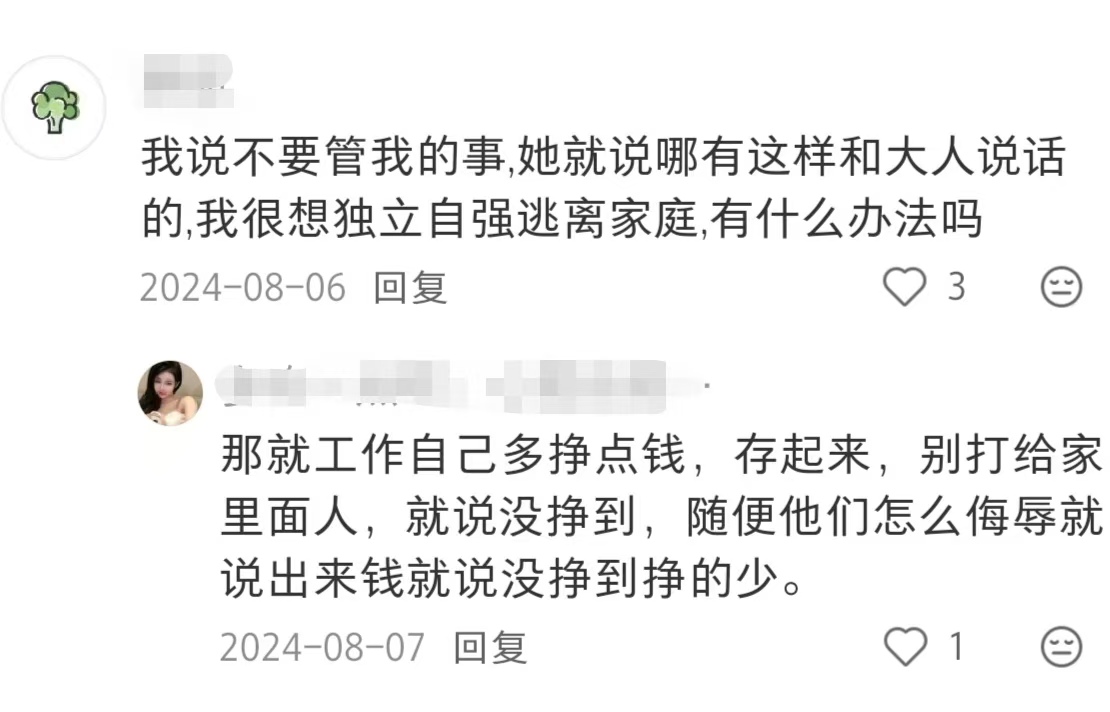 我说不要管我的事,她就说哪有这样和大人说话
的,我很想独立自强逃离家庭,有什么办法吗
2024-08-06 回复 3
那就工作自己多挣点钱，存起来，别打给家
里面人，就说没挣到，随便他们怎么侮辱就
说出来钱就说没挣到挣的少。
2024-08-07 回复 1